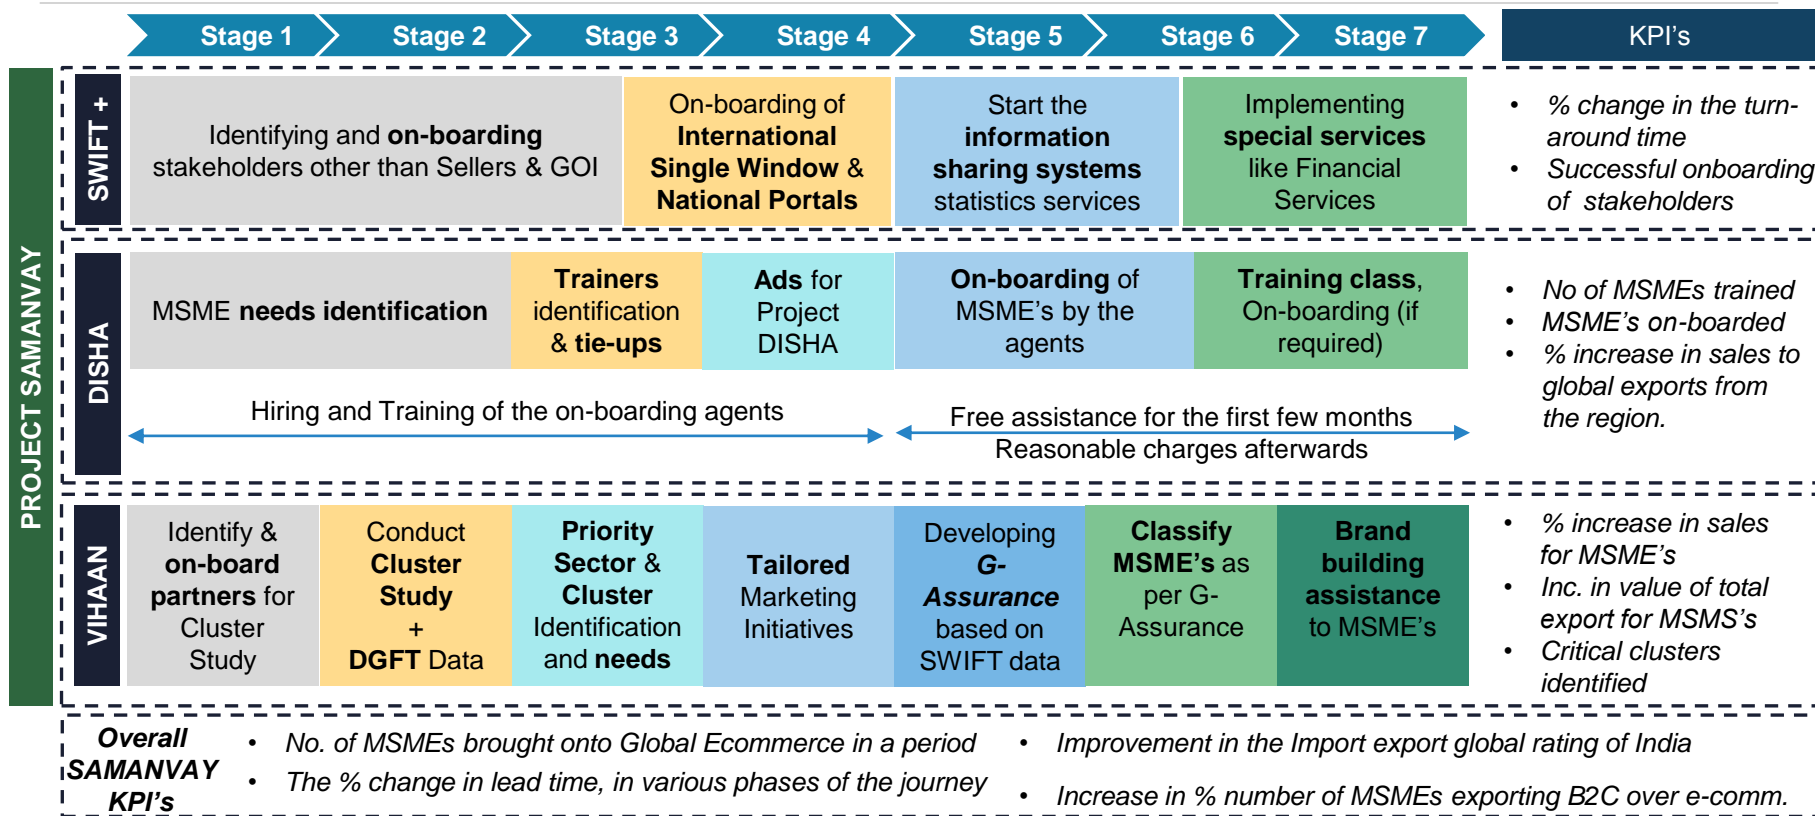 Stage 1
Stage 2
Stage 3
Stage 4
Stage 5
Stage 6
Stage 7
KPI's
PROJECT SAMANVAY
SWIFT +
Identifying and on-boarding
stakeholders other than Sellers & GOI
On-boarding of
International
Single Window &
National Portals
Start the
information
sharing systems
statistics services
Implementing
special services
like Financial
Services
• % change in the turn-
around time
• Successful onboarding
of stakeholders
DISHA
MSME needs identification
Trainers
identification
& tie-ups
Ads for
Project
DISHA
On-boarding of
MSME's by the
agents
Training class,
On-boarding (if
required)
Hiring and Training of the on-boarding agents
Free assistance for the first few months
Reasonable charges afterwards
• No of MSMEs trained
• MSME's on-boarded
• % increase in sales to
global exports from
the region.
VIHAAN
Identify &
on-board
partners for
Cluster
Study
Conduct
Cluster
Study
+
DGFT Data
Priority
Sector &
Cluster
Identification
and needs
Tailored
Marketing
Initiatives
Developing
G-
Assurance
based on
SWIFT data
Classify
MSME's as
per G-
Assurance
Brand
building
assistance
to MSME's
• % increase in sales
for MSME's
• Inc. in value of total
export for MSMS's
• Critical clusters
identified
Overall
SAMANVAY
KPI's
• No. of MSMEs brought onto Global Ecommerce in a period
• The % change in lead time, in various phases of the journey
• Improvement in the Import export global rating of India
• Increase in % number of MSMEs exporting B2C over e-comm.